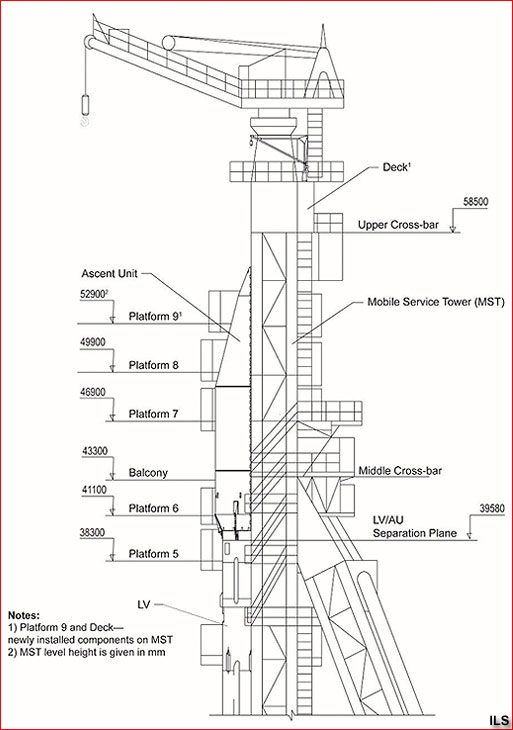 Deck¹
58500
Upper Cross-bar
Ascent Unit
52900²
Platform 9¹
Mobile Service Tower (MST)
49900
Platform 8
46900
Platform 7
43300
Balcony
Middle Cross-bar
41100
Platform 6
39580
LV/AU
Separation Plane
38300
Platform 5
LV
Notes:
1) Platform 9 and Deck—
newly installed components on MST
2) MST level height is given in mm
ILS